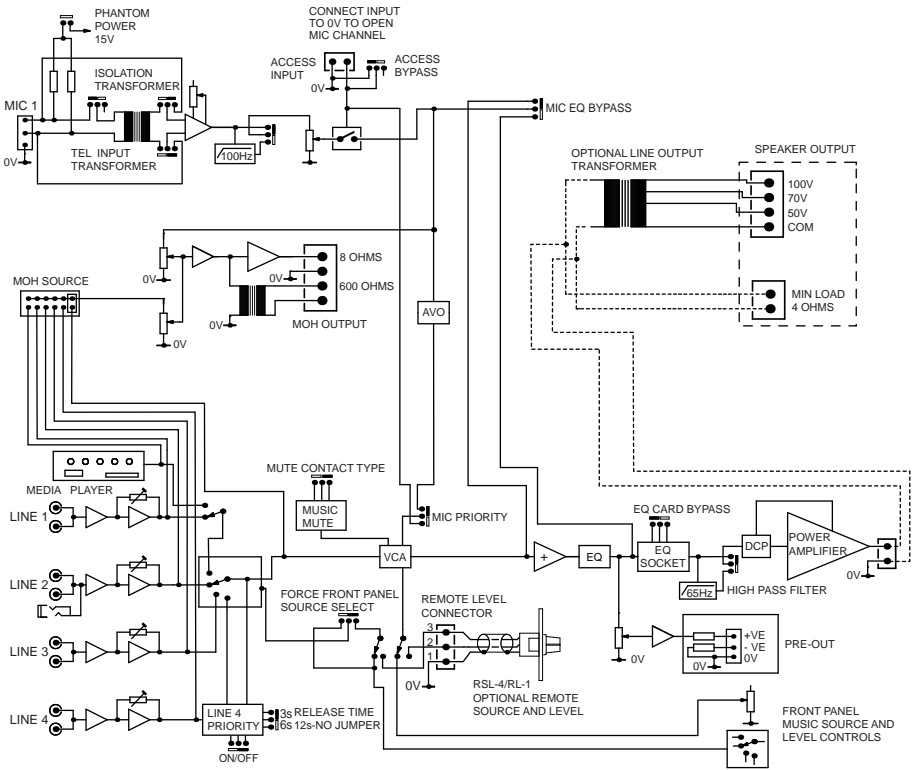 PHANTOM
POWER
15V
ISOLATION
TRANSFORMER
MIC 1
0V
TEL INPUT
TRANSFORMER
100Hz
0V
CONNECT INPUT
TO 0V TO OPEN
MIC CHANNEL
ACCESS
INPUT
ACCESS
BYPASS
0V
MIC EQ BYPASS
OPTIONAL LINE OUTPUT
TRANSFORMER
SPEAKER OUTPUT
100V
70V
50V
COM
MIN LOAD
4 OHMS
0V
8 OHMS
0V
600 OHMS
0V
MOH OUTPUT
MOH SOURCE
0V
AVO
MEDIA PLAYER
LINE 1
LINE 2
LINE 3
LINE 4
MUTE CONTACT TYPE
MUSIC
MUTE
MIC PRIORITY
VCA
+
EQ
EQ CARD BYPASS
EQ
SOCKET
65Hz
HIGH PASS FILTER
DCP
POWER
AMPLIFIER
0V
FORCE FRONT PANEL
SOURCE SELECT
REMOTE LEVEL
CONNECTOR
3
2
1
0V
RSL-4/RL-1
OPTIONAL REMOTE
SOURCE AND LEVEL
0V
+VE
- VE
0V
0V
PRE-OUT
LINE 4
PRIORITY
3s RELEASE TIME
6s 12s-NO JUMPER
ON/OFF
FRONT PANEL
MUSIC SOURCE AND
LEVEL CONTROLS